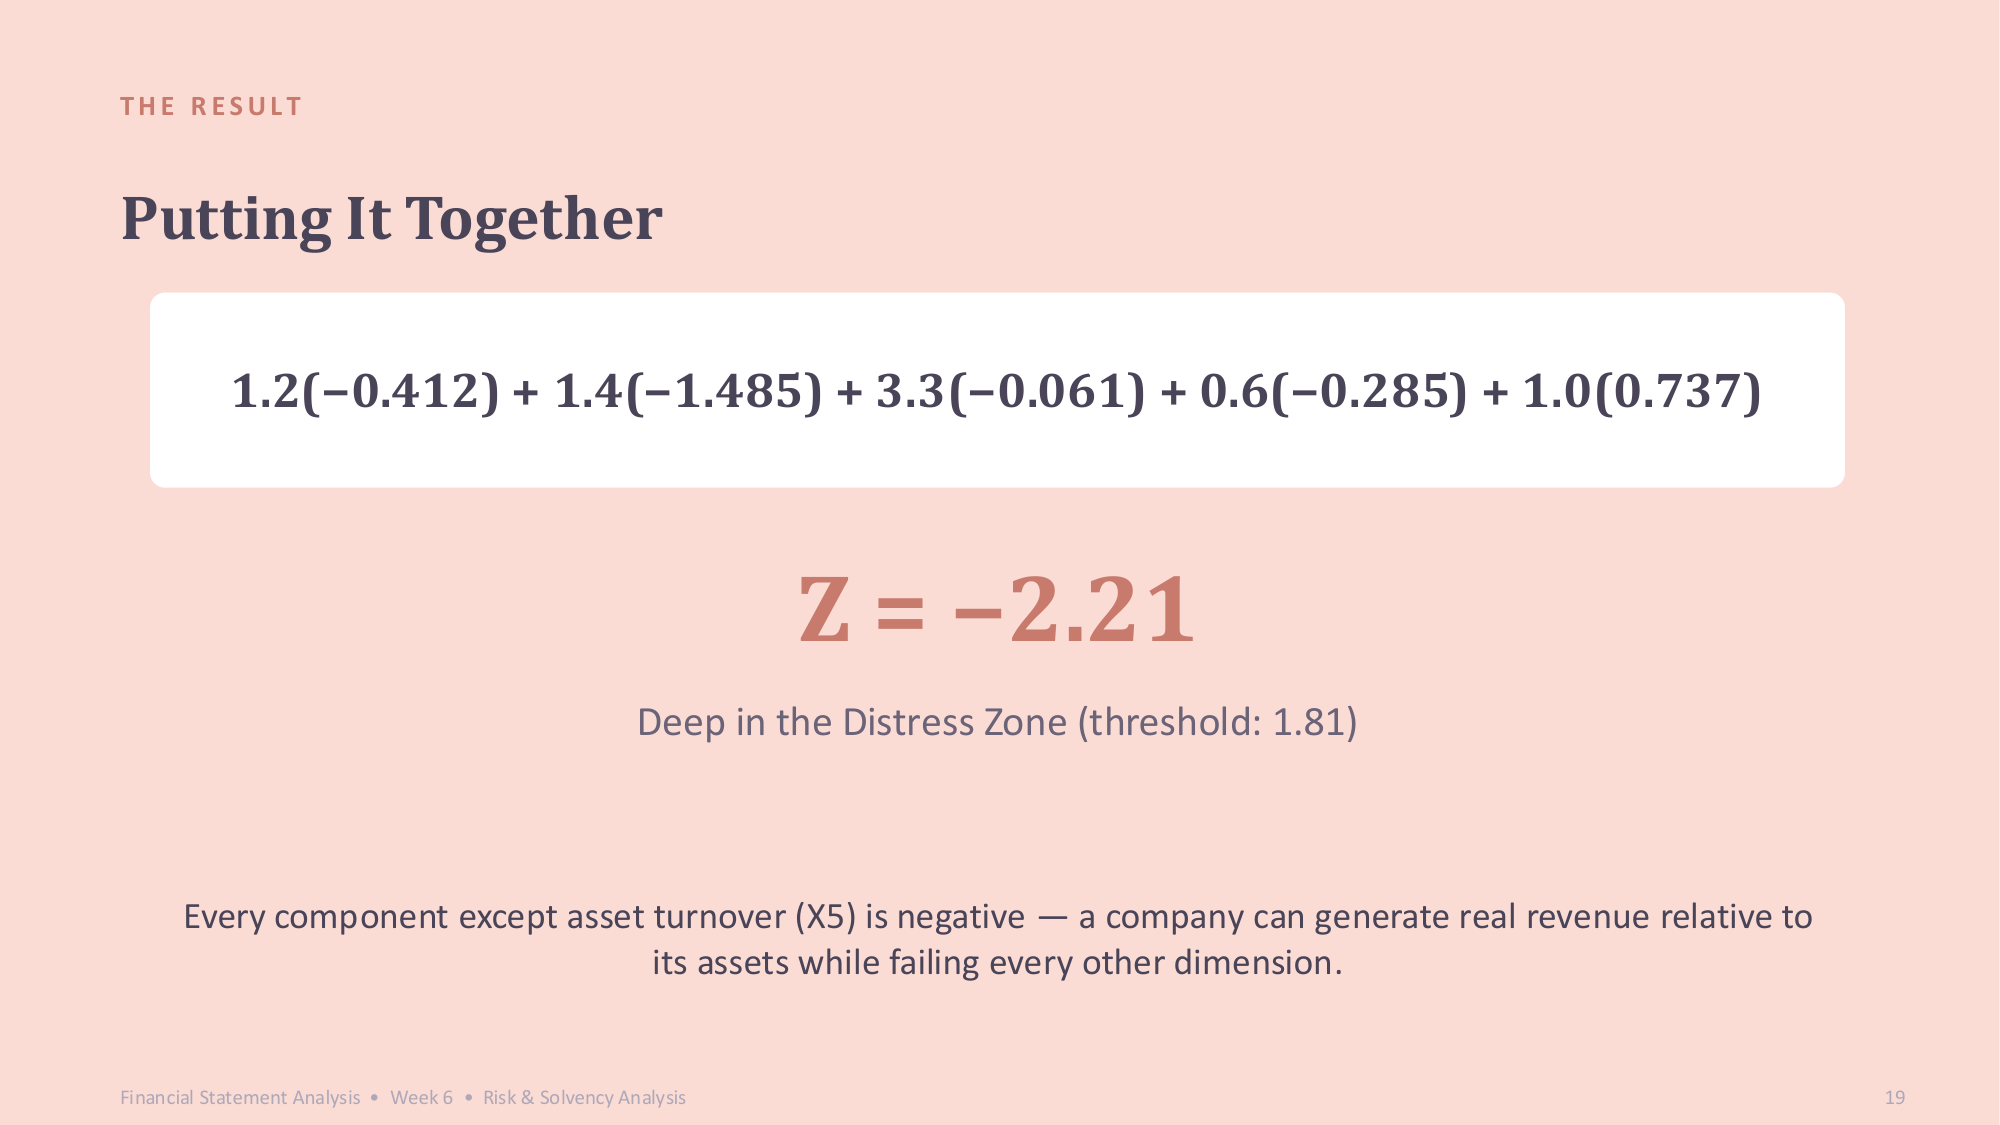 THE RESULT
Putting It Together
1.2(−0.412) + 1.4(−1.485) + 3.3(−0.061) + 0.6(−0.285) + 1.0(0.737)
Z = −2.21
Deep in the Distress Zone (threshold: 1.81)
Every component except asset turnover (X5) is negative — a company can generate real revenue relative to
its assets while failing every other dimension.
Financial Statement Analysis • Week 6 • Risk & Solvency Analysis
19